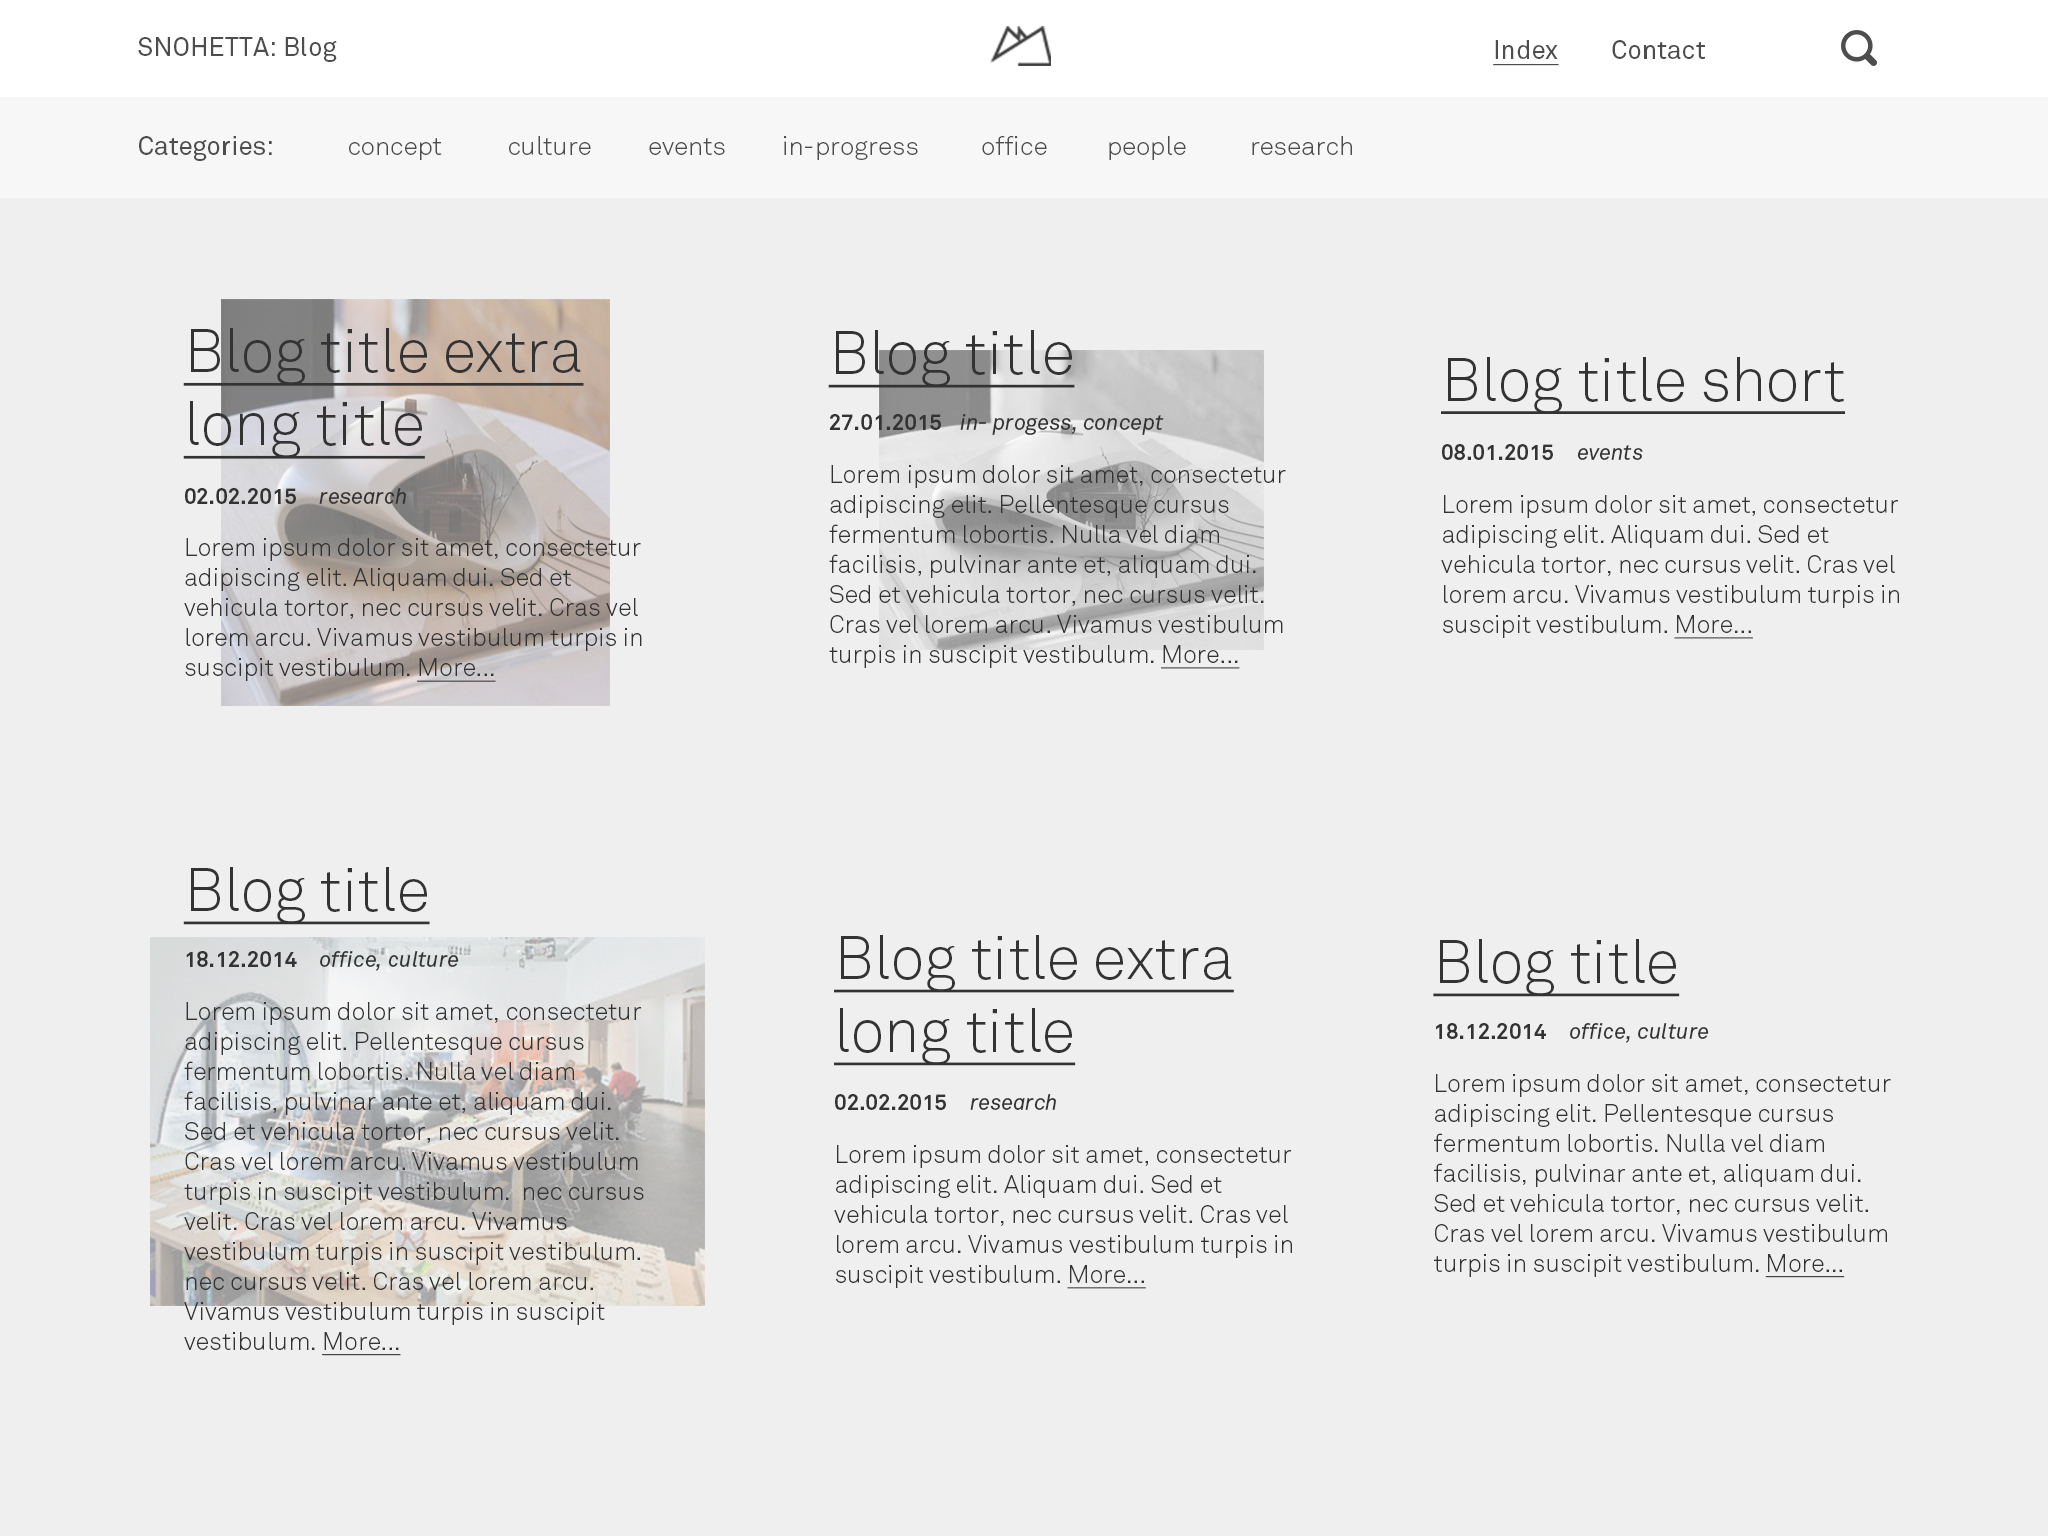 SNOHETTA: Blog
Index
Contact
Categories:
concept
culture
events
in-progress
office
people
research
Blog title extra
long title
02.02.2015 research
Lorem ipsum dolor sit amet, consectetur
adipiscing elit. Aliquam dui. Sed et
vehicula tortor, nec cursus velit. Cras vel
lorem arcu. Vivamus vestibulum turpis in
suscipit vestibulum. More...
Blog title
27.01.2015 in- progess, concept
Lorem ipsum dolor sit amet, consectetur
adipiscing elit. Pellentesque cursus
fermentum lobortis. Nulla vel diam
facilisis, pulvinar ante et, aliquam dui.
Sed et vehicula tortor, nec cursus velit.
Cras vel lorem arcu. Vivamus vestibulum
turpis in suscipit vestibulum. More...
Blog title short
08.01.2015 events
Lorem ipsum dolor sit amet, consectetur
adipiscing elit. Aliquam dui. Sed et
vehicula tortor, nec cursus velit. Cras vel
lorem arcu. Vivamus vestibulum turpis in
suscipit vestibulum. More...
Blog title
18.12.2014 office, culture
Lorem ipsum dolor sit amet, consectetur
adipiscing elit. Pellentesque cursus
fermentum lobortis. Nulla vel diam
facilisis, pulvinar ante et, aliquam dui.
Sed et vehicula tortor, nec cursus velit.
Cras vel lorem arcu. Vivamus vestibulum
turpis in suscipit vestibulum. nec cursus
velit. Cras vel lorem arcu. Vivamus
vestibulum turpis in suscipit vestibulum.
nec cursus velit. Cras vel lorem arcu.
Vivamus vestibulum turpis in suscipit
vestibulum. More...
Blog title extra
long title
02.02.2015 research
Lorem ipsum dolor sit amet, consectetur
adipiscing elit. Aliquam dui. Sed et
vehicula tortor, nec cursus velit. Cras vel
lorem arcu. Vivamus vestibulum turpis in
suscipit vestibulum. More...
Blog title
18.12.2014 office, culture
Lorem ipsum dolor sit amet, consectetur
adipiscing elit. Pellentesque cursus
fermentum lobortis. Nulla vel diam
facilisis, pulvinar ante et, aliquam dui.
Sed et vehicula tortor, nec cursus velit.
Cras vel lorem arcu. Vivamus vestibulum
turpis in suscipit vestibulum. More...